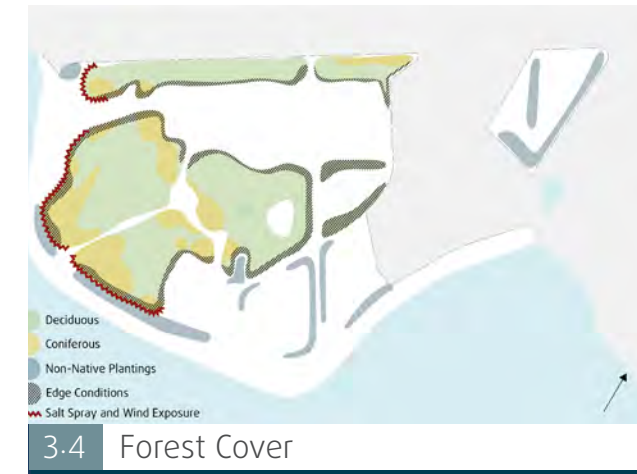 Deciduous
Coniferous
Non-Native Plantings
Edge Conditions
Salt Spray and Wind Exposure
3.4 Forest Cover